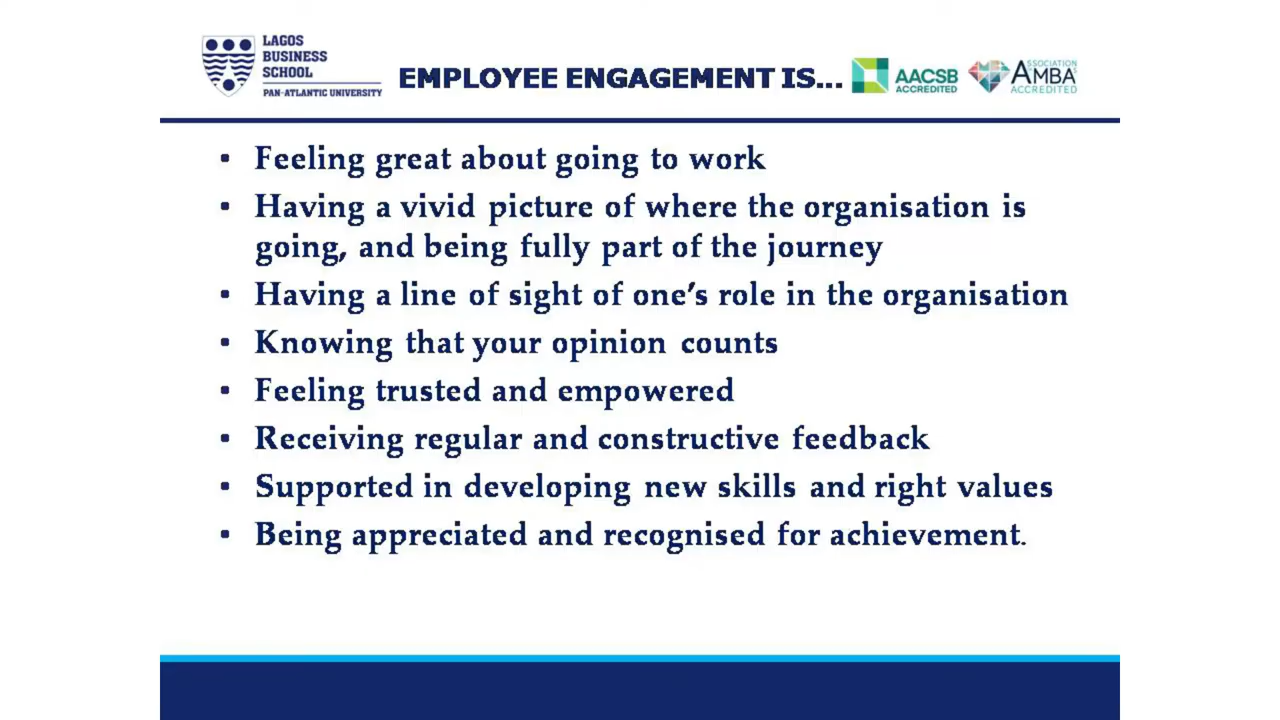 LAGOS
BUSINESS
SCHOOL
PAN-ATLANTIC UNIVERSITY
EMPLOYEE ENGAGEMENT IS...
AACSB
ACCREDITED
ASSOCIATION
AMBA
ACCREDITED
▪ Feeling great about going to work
▪ Having a vivid picture of where the organisation is
going, and being fully part of the journey
▪ Having a line of sight of one's role in the organisation
▪ Knowing that your opinion counts
▪ Feeling trusted and empowered
▪ Receiving regular and constructive feedback
▪ Supported in developing new skills and right values
▪ Being appreciated and recognised for achievement.